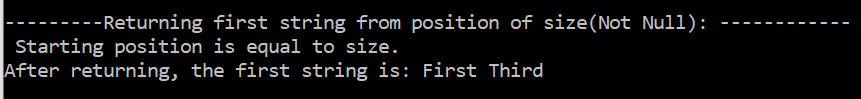 ---------Returning first string from position of size(Not Null): ------------
Starting position is equal to size.
After returning, the first string is: First Third